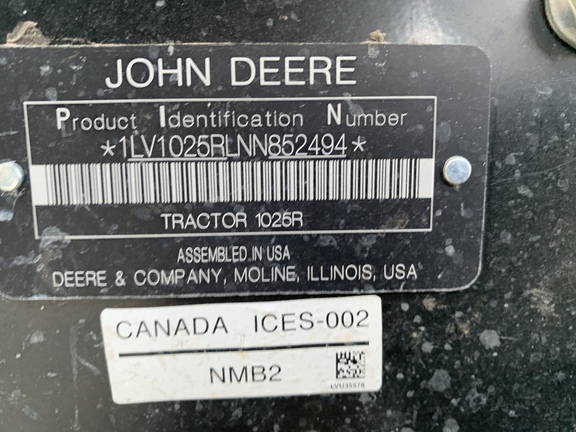 JOHN DEERE
Product Identification Number
*1LV1025RLNN852494*
TRACTOR 1025R
ASSEMBLED IN USA
DEERE & COMPANY, MOLINE, ILLINOIS, USA
CANADA ICES-002
NMB2
LVU35578